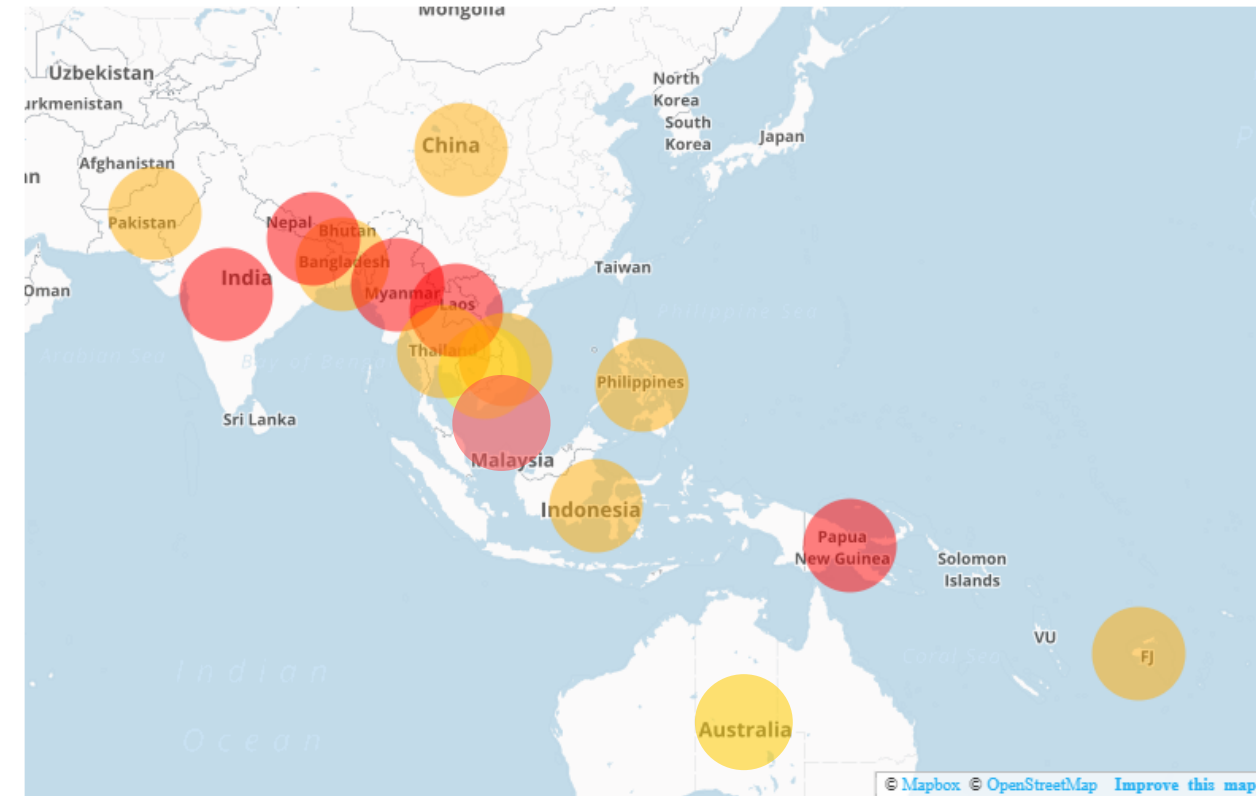 Mongolia
Uzbekistan
urkmenistan
North
Korea
South
Korea
Japan
China
Afghanistan
an
Pakistan
Nepal
Bhutan
Bangladesh
India
Myanmar
Laos
Taiwan
Oman
Philippine Sea
Arabian Sea
Bay of Bengal
Thailand
Philippines
Sri Lanka
Malaysia
Indonesia
Papua
New Guinea
Solomon
Islands
VU
FJ
Coral Sea
Indian
Ocean
Australia
© Mapbox © OpenStreetMap Improve this map